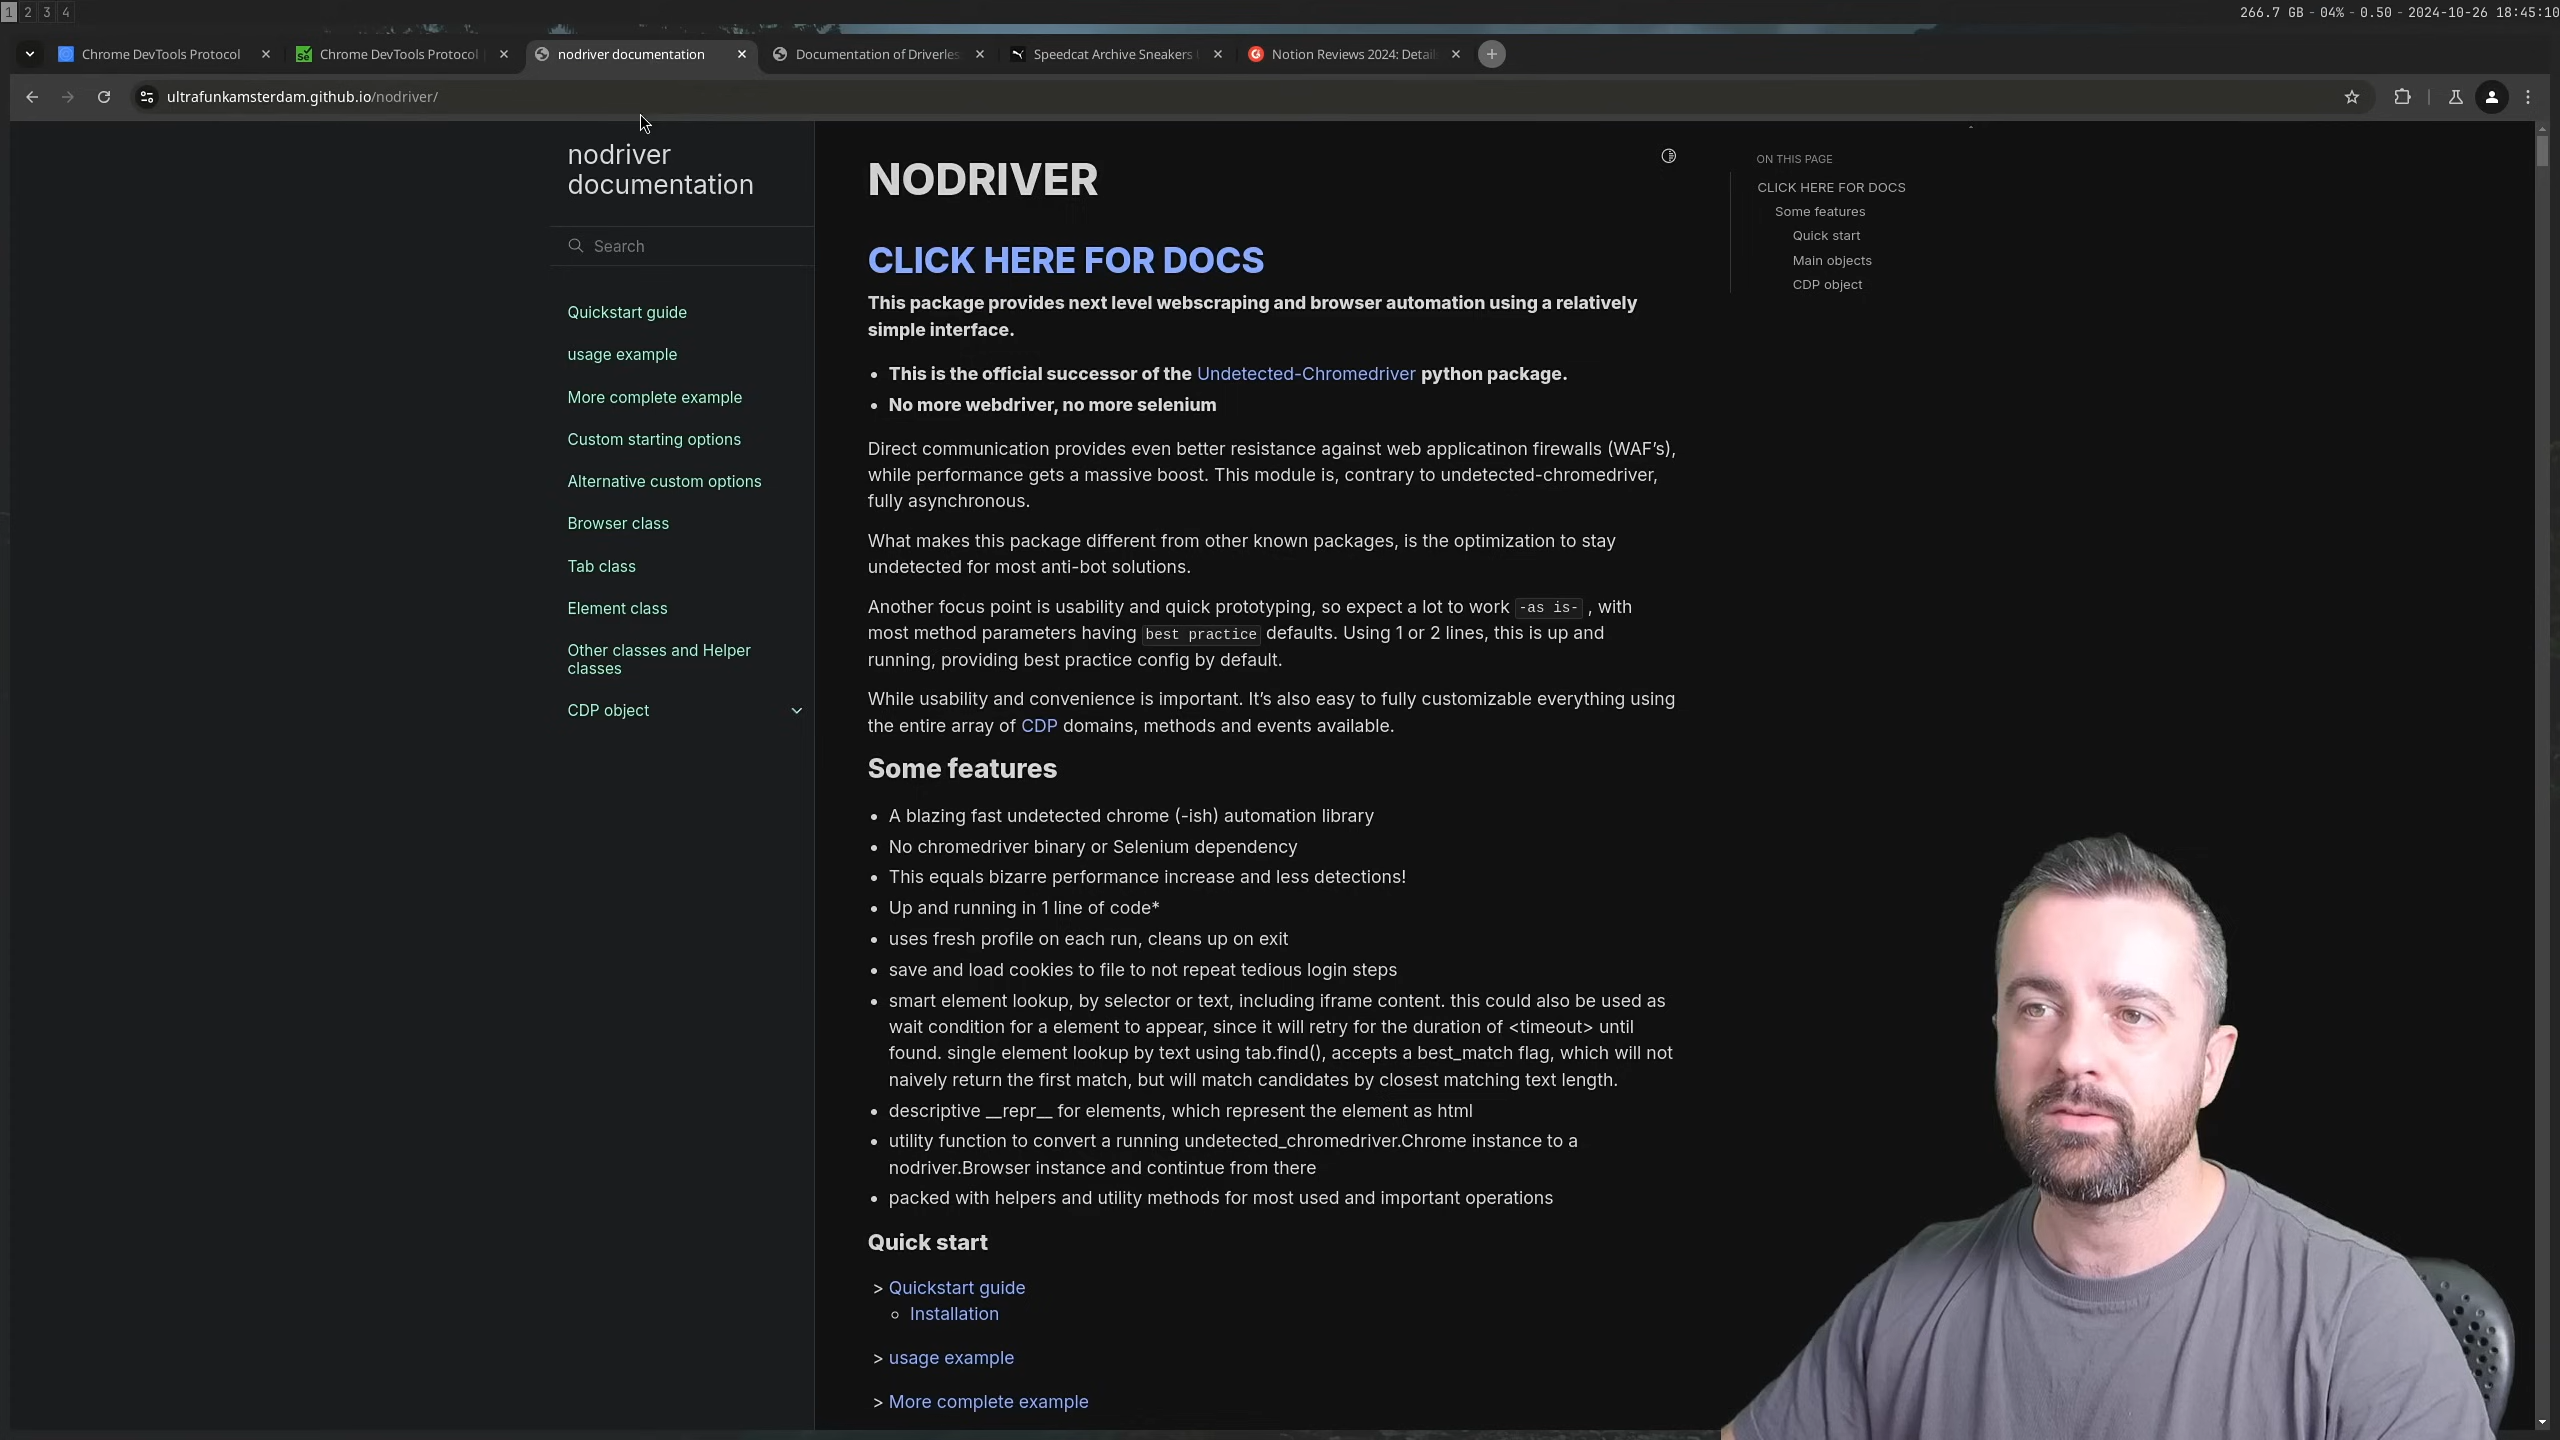 1 2 3 4
266.7 GB - 04% - 0.50 - 2024-10-26 18:45:10
Chrome DevTools Protocol
Chrome DevTools Protocol
nodriver documentation
Documentation of Driverles
Speedcat Archive Sneakers
Notion Reviews 2024: Detail
ultrafunkamsterdam.github.io/nodriver/
nodriver
documentation
Search
Quickstart guide
usage example
More complete example
Custom starting options
Alternative custom options
Browser class
Tab class
Element class
Other classes and Helper
classes
CDP object
NODRIVER
CLICK HERE FOR DOCS
This package provides next level webscraping and browser automation using a relatively
simple interface.
• This is the official successor of the Undetected-Chromedriver python package.
• No more webdriver, no more selenium
Direct communication provides even better resistance against web applicatinon firewalls (WAF’s),
while performance gets a massive boost. This module is, contrary to undetected-chromedriver,
fully asynchronous.
What makes this package different from other known packages, is the optimization to stay
undetected for most anti-bot solutions.
Another focus point is usability and quick prototyping, so expect a lot to work -as is- , with
most method parameters having best practice defaults. Using 1 or 2 lines, this is up and
running, providing best practice config by default.
While usability and convenience is important. It’s also easy to fully customizable everything using
the entire array of CDP domains, methods and events available.
Some features
• A blazing fast undetected chrome (-ish) automation library
• No chromedriver binary or Selenium dependency
• This equals bizarre performance increase and less detections!
• Up and running in 1 line of code*
• uses fresh profile on each run, cleans up on exit
• save and load cookies to file to not repeat tedious login steps
• smart element lookup, by selector or text, including iframe content. this could also be used as
wait condition for a element to appear, since it will retry for the duration of <timeout> until
found. single element lookup by text using tab.find(), accepts a best_match flag, which will not
naively return the first match, but will match candidates by closest matching text length.
• descriptive __repr__ for elements, which represent the element as html
• utility function to convert a running undetected_chromedriver.Chrome instance to a
nodriver.Browser instance and contintue from there
• packed with helpers and utility methods for most used and important operations
Quick start
> Quickstart guide
◦ Installation
> usage example
> More complete example
ON THIS PAGE
CLICK HERE FOR DOCS
Some features
Quick start
Main objects
CDP object